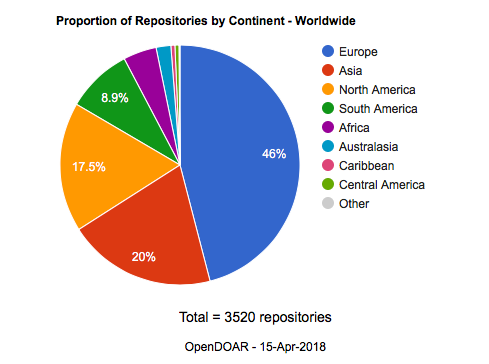 Proportion of Repositories by Continent - Worldwide
Europe
Asia
North America
South America
Africa
Australasia
Caribbean
Central America
Other
46%
20%
17.5%
8.9%
Total = 3520 repositories
OpenDOAR - 15-Apr-2018